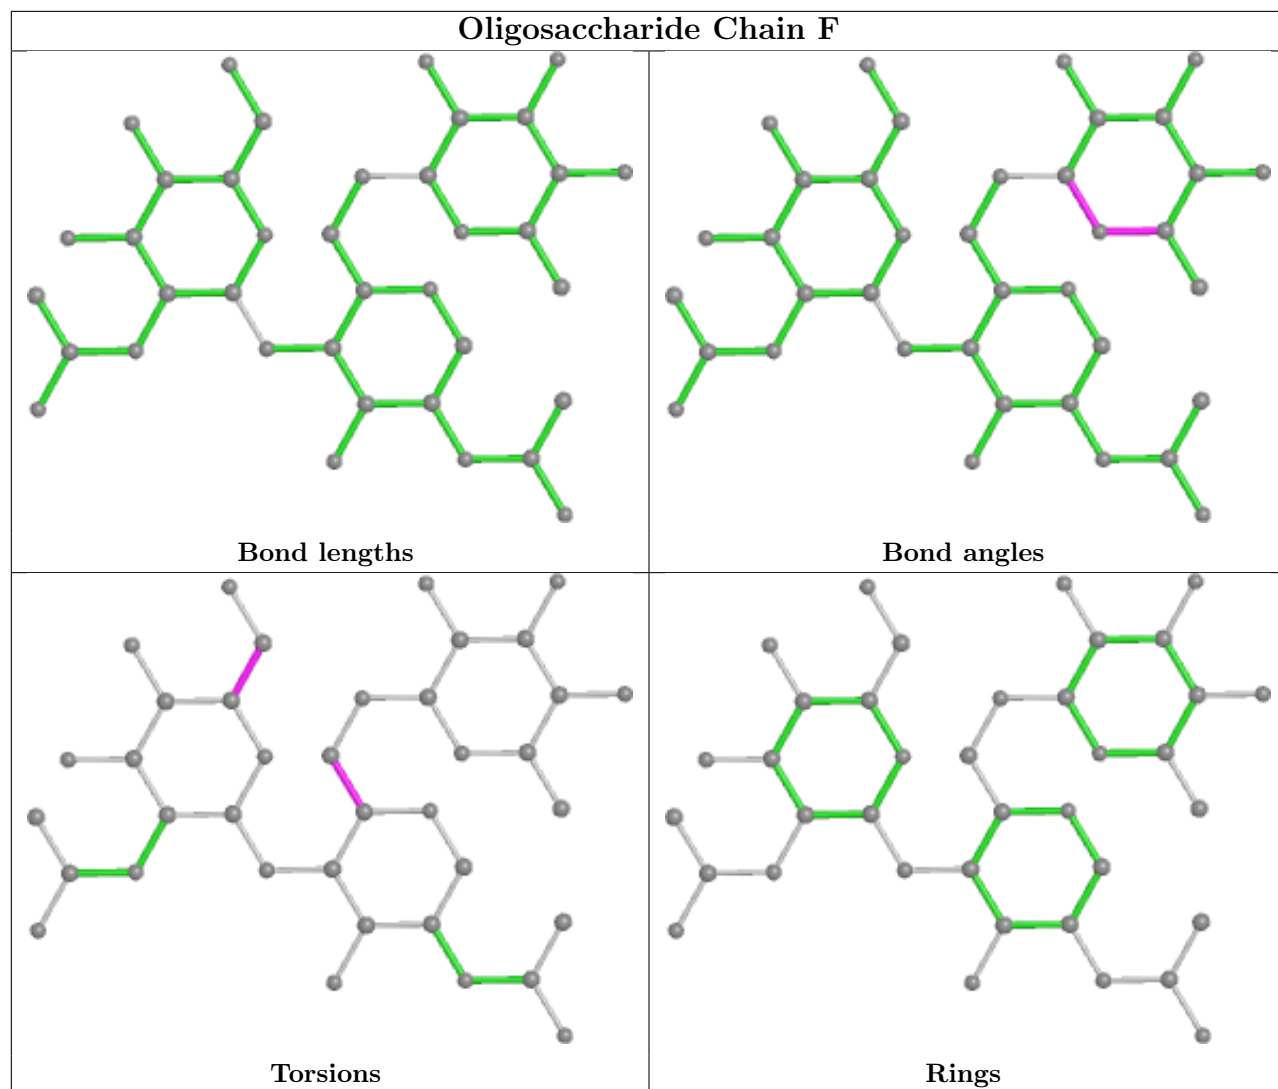 Oligosaccharide Chain F
Bond lengths
Bond angles
Torsions
Rings